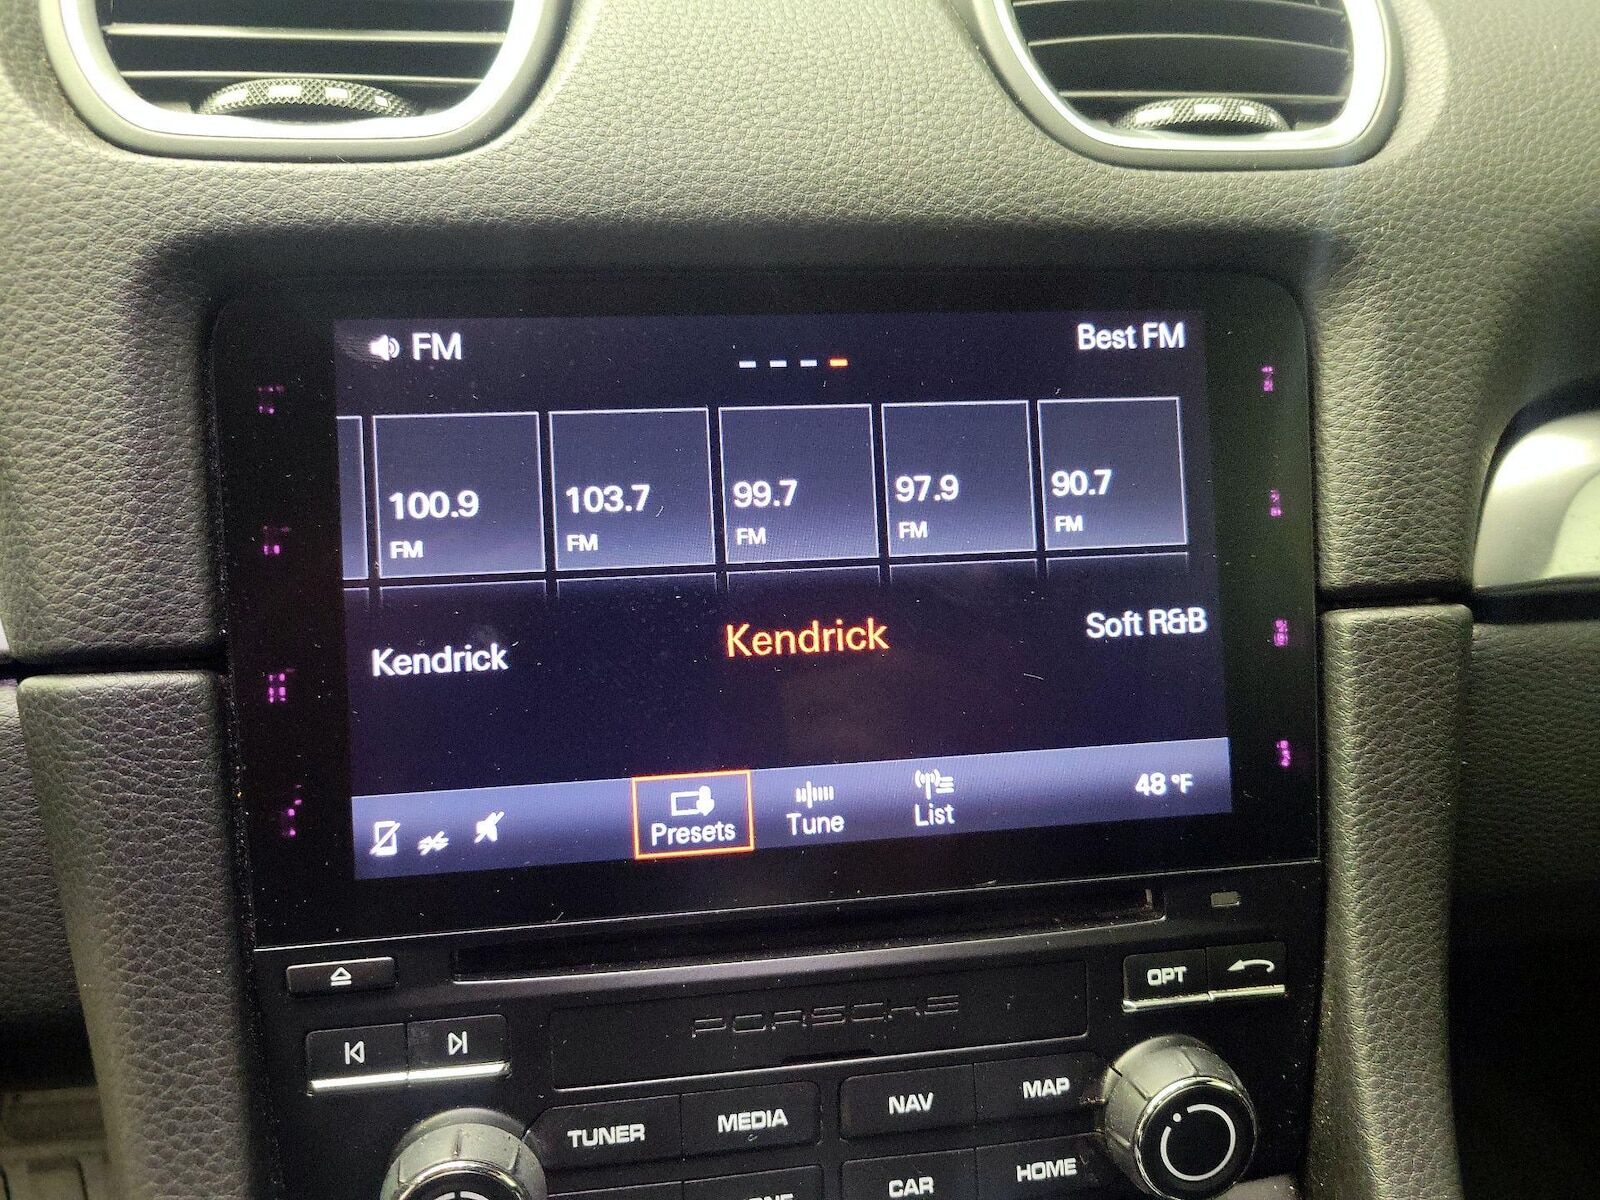 FM
Best FM
100.9
FM
103.7
FM
99.7
FM
97.9
FM
90.7
FM
Kendrick
Kendrick
Soft R&B
Presets
Tune
List
48 °F
OPT
PORSCHE
TUNER
MEDIA
NAV
MAP
CAR
HOME